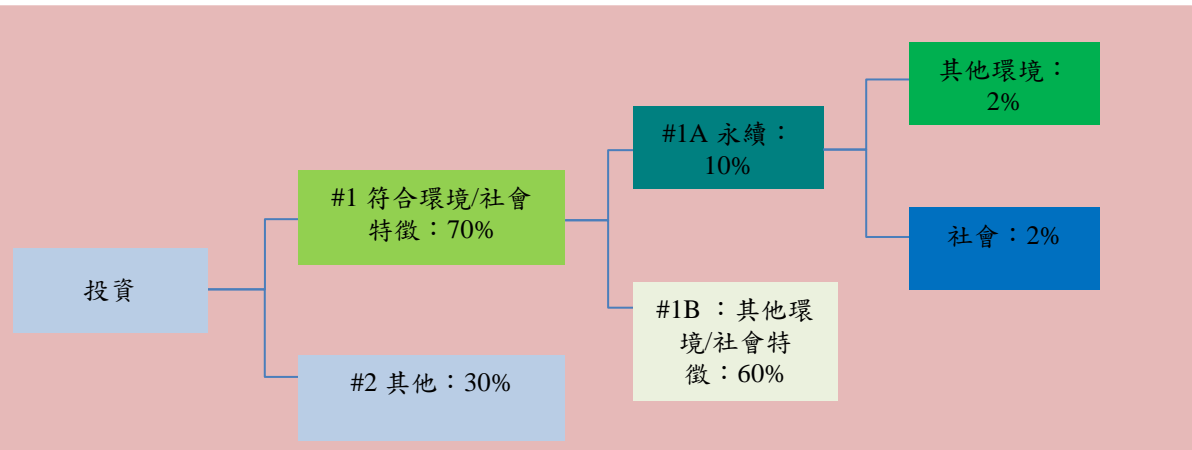 投資
#1 符合環境/社會
特徵：70%
#2 其他：30%
#1A 永續：
10%
#1B ：其他環
境/社會特
徵：60%
其他環境：
2%
社會：2%